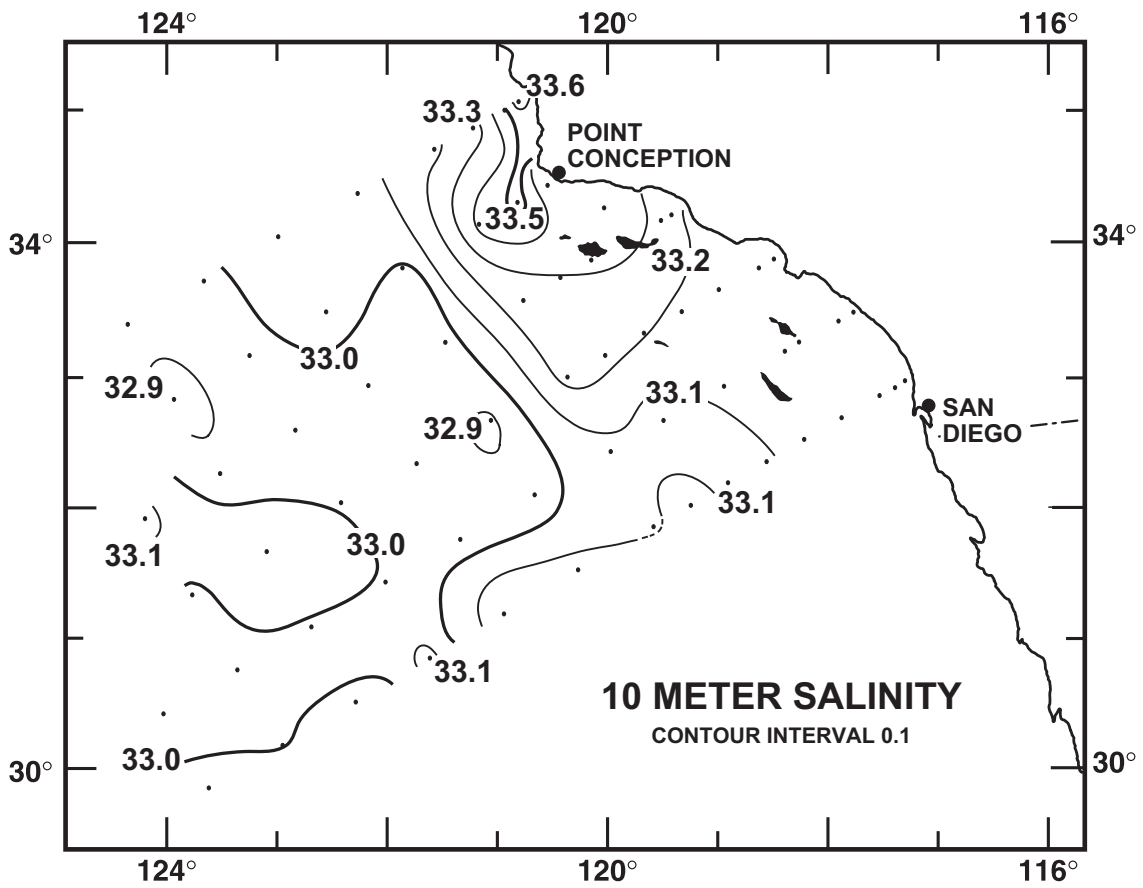 124° 120° 116°
33.6
33.3
POINT
CONCEPTION
33.5
34° 34°
33.2
33.0
32.9
33.1
32.9
SAN
DIEGO
33.1
33.0
33.1
33.1
10 METER SALINITY
CONTOUR INTERVAL 0.1
33.0
30° 30°
124° 120° 116°